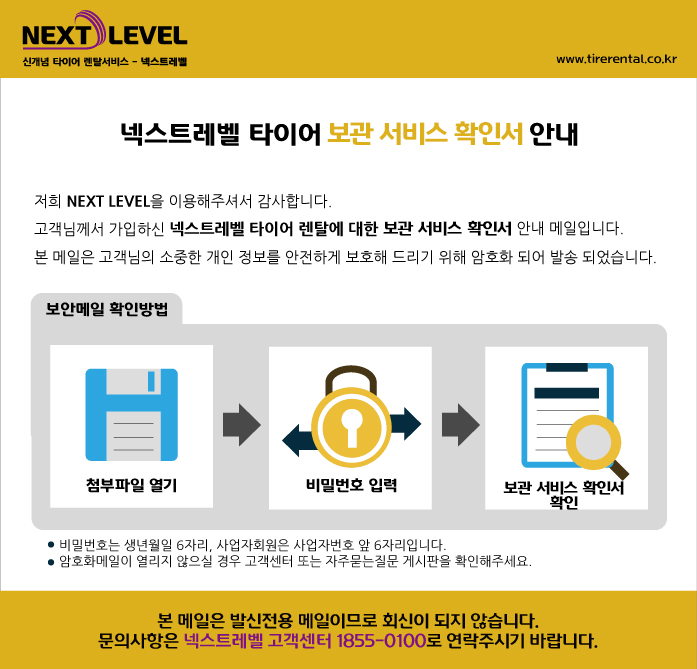 NEXT LEVEL
신개념 타이어 렌탈서비스 - 넥스트레벨
www.tirerental.co.kr
넥스트레벨 타이어 보관 서비스 확인서 안내
저희 NEXT LEVEL을 이용해주셔서 감사합니다.
고객님께서 가입하신 넥스트레벨 타이어 렌탈에 대한 보관 서비스 확인서 안내 메일입니다.
본 메일은 고객님의 소중한 개인 정보를 안전하게 보호해 드리기 위해 암호화 되어 발송 되었습니다.
보안메일 확인방법
첨부파일 열기
비밀번호 입력
보관 서비스 확인서
확인
● 비밀번호는 생년월일 6자리, 사업자회원은 사업자번호 앞 6자리입니다.
● 암호화메일이 열리지 않으실 경우 고객센터 또는 자주묻는질문 게시판을 확인해주세요.
본 메일은 발신전용 메일이므로 회신이 되지 않습니다.
문의사항은 넥스트레벨 고객센터 1855-0100로 연락주시기 바랍니다.